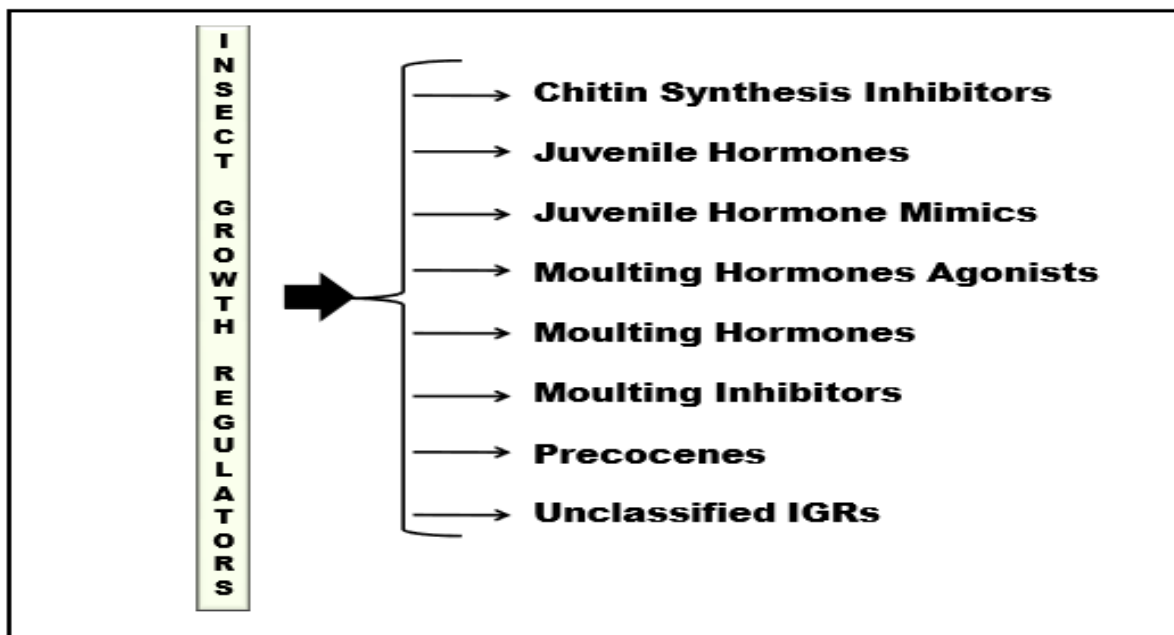 INSECT GROWTH REGULATORS
Chitin Synthesis Inhibitors
Juvenile Hormones
Juvenile Hormone Mimics
Moulting Hormones Agonists
Moulting Hormones
Moulting Inhibitors
Precocenes
Unclassified IGRs